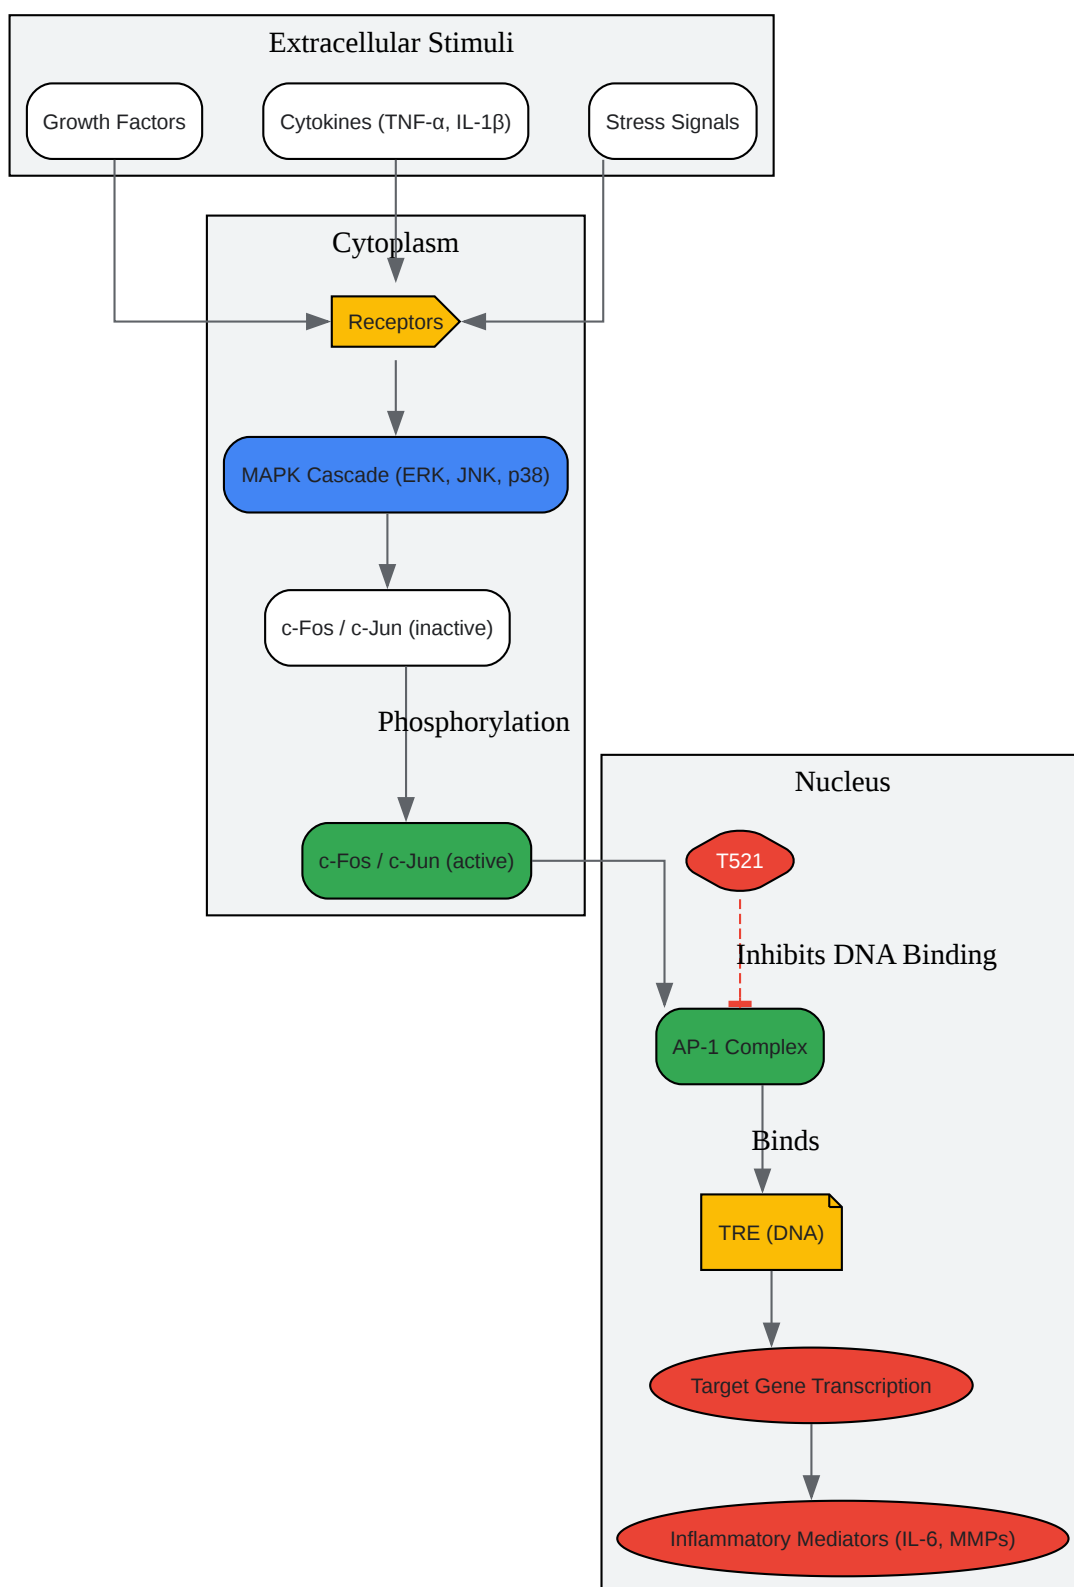 Extracellular Stimuli
Growth Factors
Cytokines (TNF-α, IL-1β)
Stress Signals
Cytoplasm
Receptors
MAPK Cascade (ERK, JNK, p38)
c-Fos / c-Jun (inactive)
Phosphorylation
Nucleus
c-Fos / c-Jun (active)
T521
Inhibits DNA Binding
AP-1 Complex
Binds
TRE (DNA)
Target Gene Transcription
Inflammatory Mediators (IL-6, MMPs)